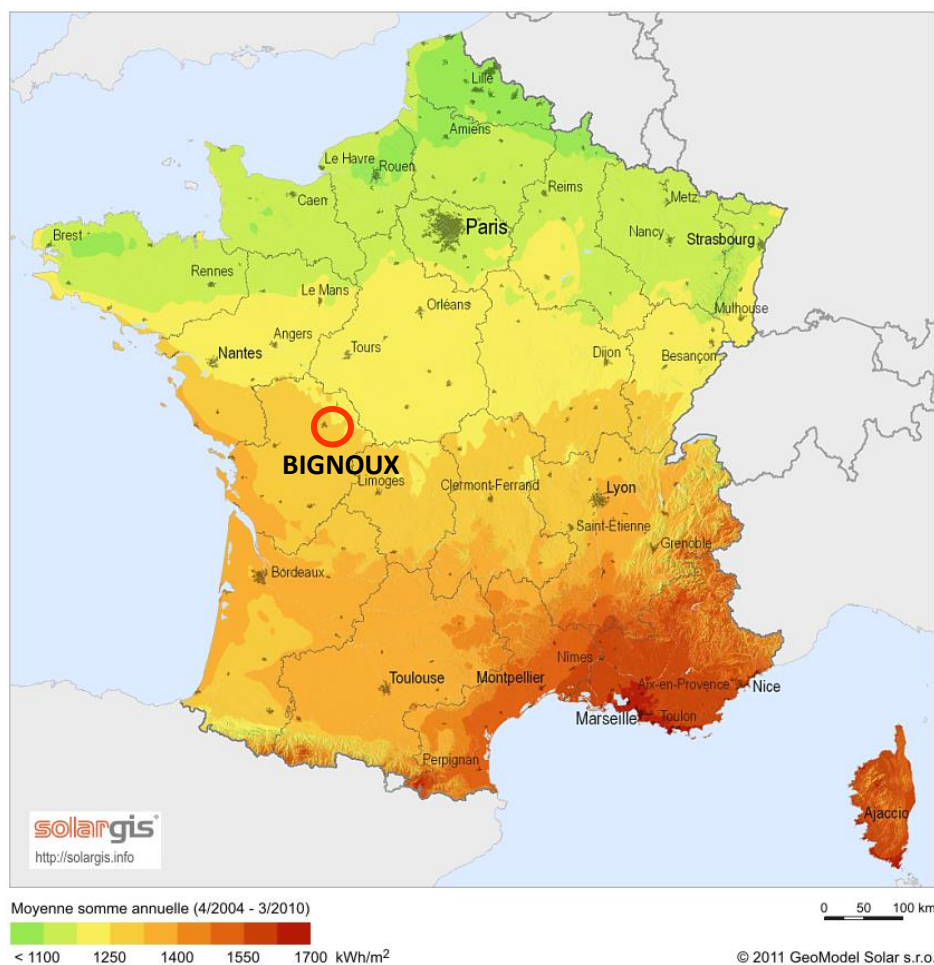 Lille
Amiens
Le Havre
Rouen
Reims
Caen
Metz
Paris
Nancy
Strasbourg
Brest
Rennes
Le Mans
Orléans
Mulhouse
Angers
Nantes
Tours
Dijon
Besançon
BIGNOUX
Limoges
Clermont-Ferrand
Lyon
Saint-Étienne
Grenoble
Bordeaux
Nîmes
Toulouse
Montpellier
Aix-en-Provence
Nice
Marseille
Toulon
Perpignan
Ajaccio
solargis
http://solargis.info
Moyenne somme annuelle (4/2004 - 3/2010)
0 50 100 km
< 1100 1250 1400 1550 1700 kWh/m²
© 2011 GeoModel Solar s.r.o.